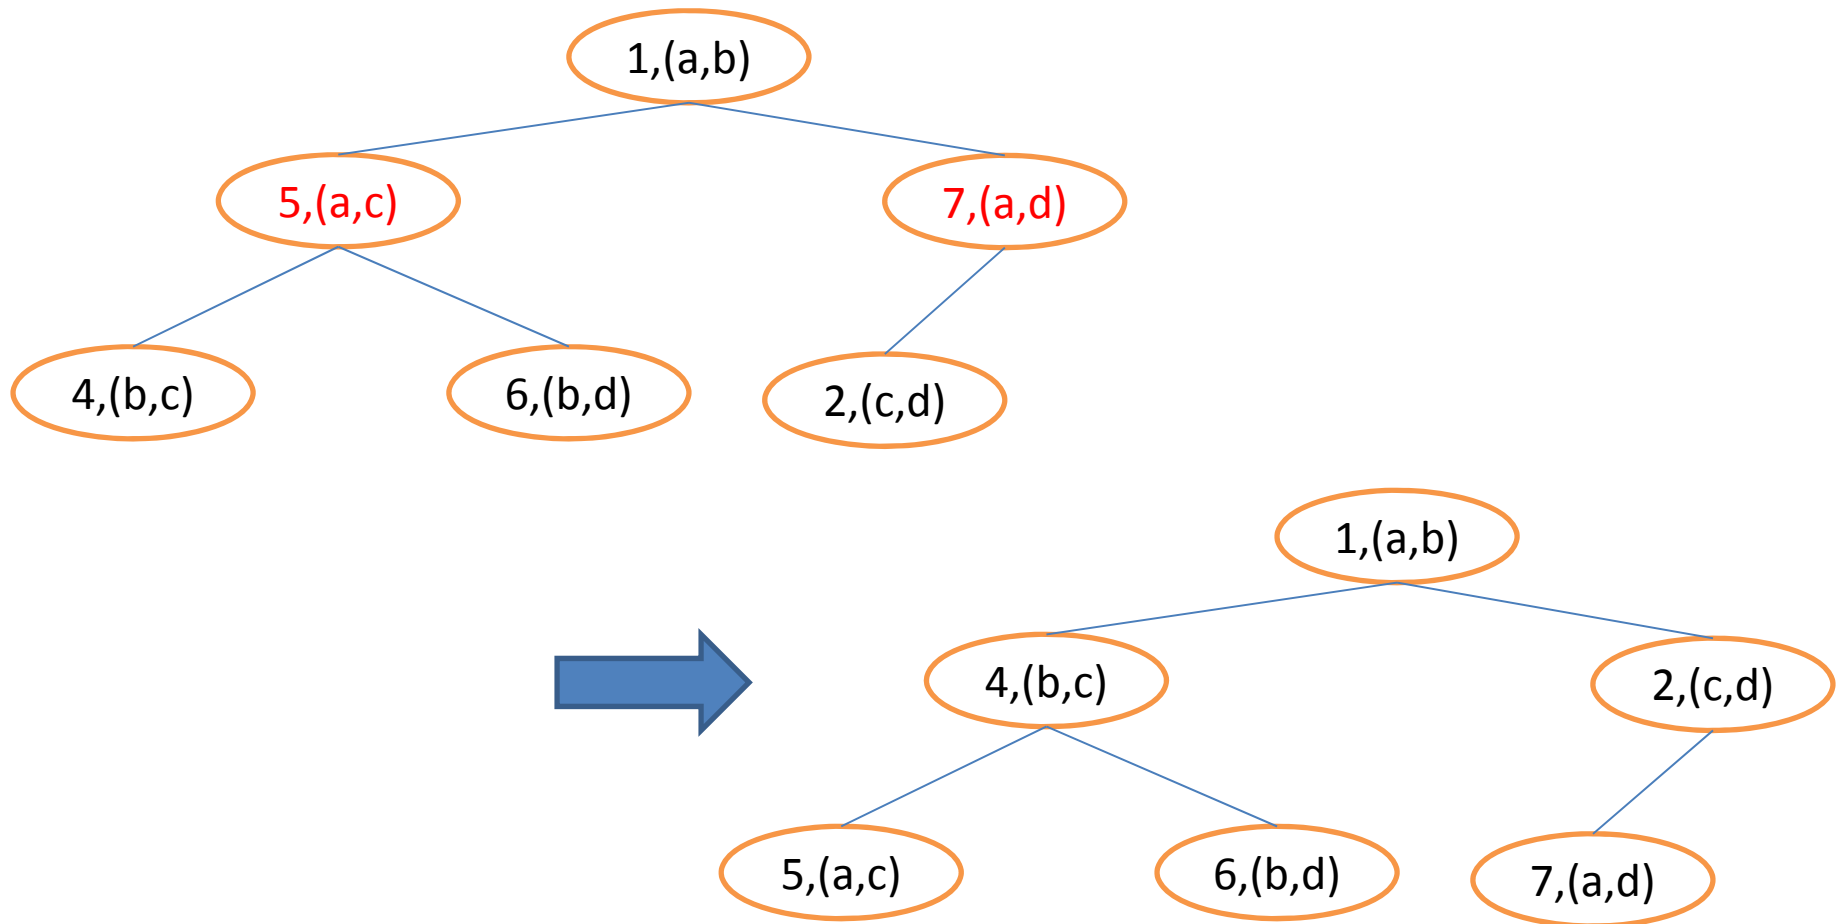 1,(a,b)
5,(a,c)
7,(a,d)
4,(b,c)
6,(b,d)
2,(c,d)
1,(a,b)
4,(b,c)
2,(c,d)
5,(a,c)
6,(b,d)
7,(a,d)